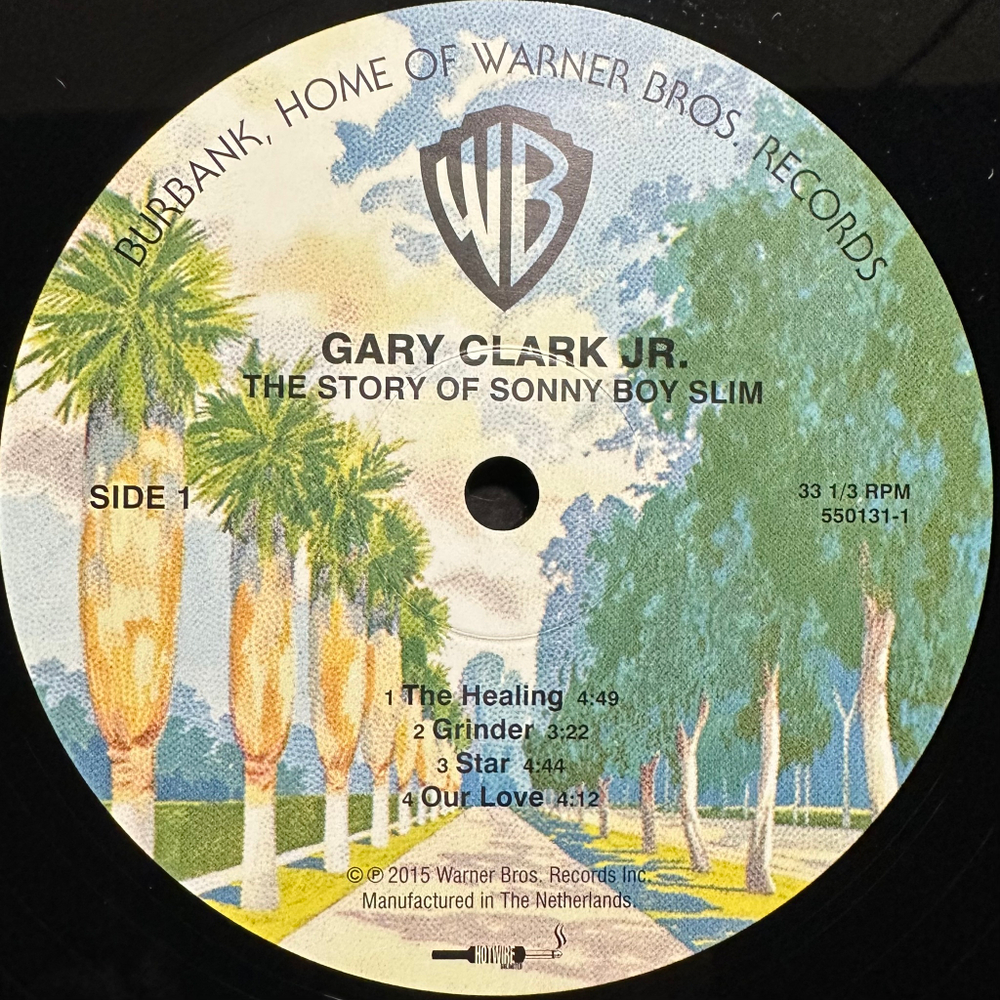 BURBANK, HOME OF WARNER BROS. RECORDS
WB
GARY CLARK JR.
THE STORY OF SONNY BOY SLIM
SIDE 1
33 1/3 RPM
550131-1
1 The Healing 4:49
2 Grinder 3:22
3 Star 4:44
4 Our Love 4:12
© ℗ 2015 Warner Bros. Records Inc.
Manufactured in The Netherlands.
HOTWIRE
UNLIMITED